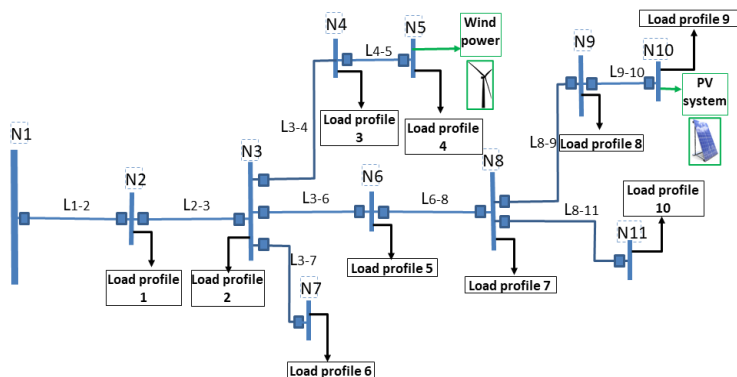 Load profile 9
N4
N5
Wind
power
N9
N10
L4-5
L9-10
PV
system
Load profile
3
Load profile
4
L3-4
Load profile 8
N1
N3
N8
L8-9
N2
N6
Load profile
10
L1-2
L2-3
L3-6
L6-8
L8-11
N11
L3-7
Load profile 5
Load profile
1
Load profile
2
N7
Load profile 7
Load profile 6